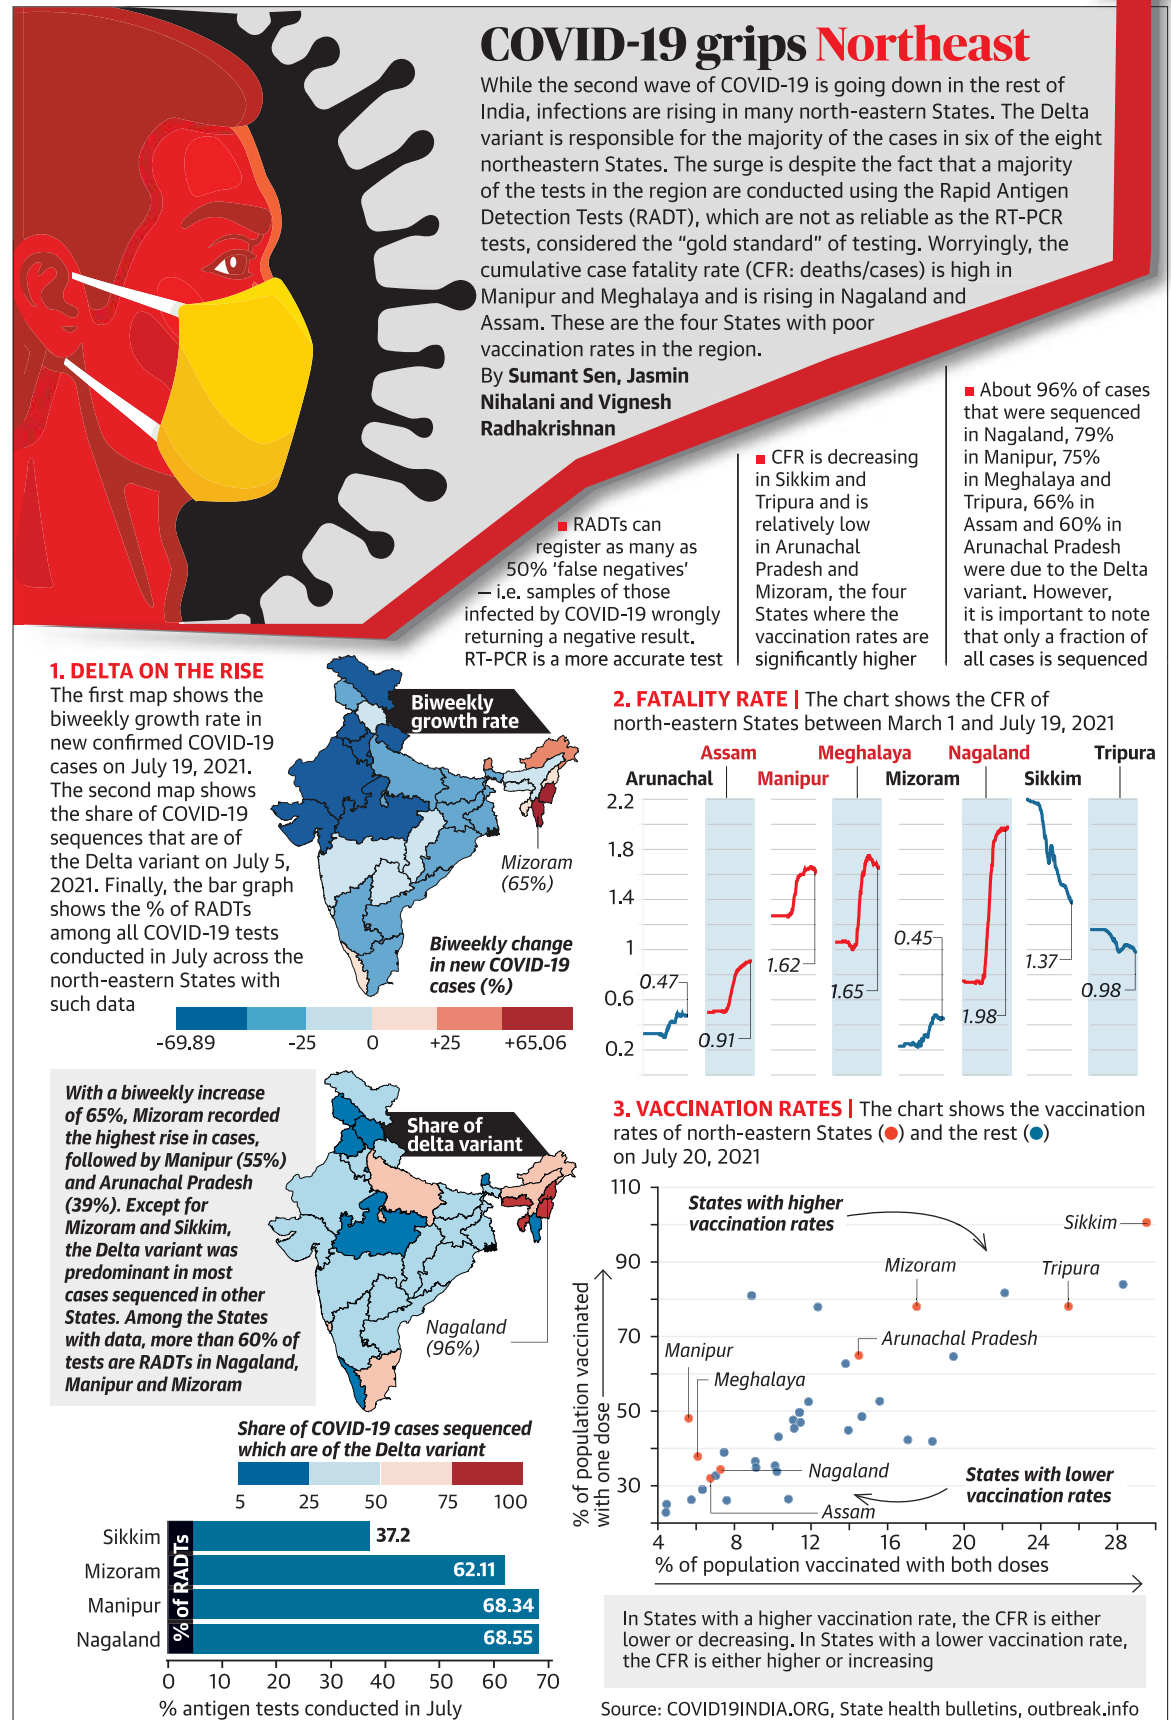 COVID-19 grips Northeast
While the second wave of COVID-19 is going down in the rest of
India, infections are rising in many north-eastern States. The Delta
variant is responsible for the majority of the cases in six of the eight
northeastern States. The surge is despite the fact that a majority
of the tests in the region are conducted using the Rapid Antigen
Detection Tests (RADT), which are not as reliable as the RT-PCR
tests, considered the “gold standard” of testing. Worryingly, the
cumulative case fatality rate (CFR: deaths/cases) is high in
Manipur and Meghalaya and is rising in Nagaland and
Assam. These are the four States with poor
vaccination rates in the region.
By Sumant Sen, Jasmin
Nihalani and Vignesh
Radhakrishnan
RADTs can
register as many as
50% ‘false negatives’
— i.e. samples of those
infected by COVID-19 wrongly
returning a negative result.
RT-PCR is a more accurate test
CFR is decreasing
in Sikkim and
Tripura and is
relatively low
in Arunachal
Pradesh and
Mizoram, the four
States where the
vaccination rates are
significantly higher
About 96% of cases
that were sequenced
in Nagaland, 79%
in Manipur, 75%
in Meghalaya and
Tripura, 66% in
Assam and 60% in
Arunachal Pradesh
were due to the Delta
variant. However,
it is important to note
that only a fraction of
all cases is sequenced
1. DELTA ON THE RISE
The first map shows the
biweekly growth rate in
new confirmed COVID-19
cases on July 19, 2021.
The second map shows
the share of COVID-19
sequences that are of
the Delta variant on July 5,
2021. Finally, the bar graph
shows the % of RADTs
among all COVID-19 tests
conducted in July across the
north-eastern States with
such data
Biweekly
growth rate
Mizoram
(65%)
Biweekly change
in new COVID-19
cases (%)
-69.89 -25 0 +25 +65.06
With a biweekly increase
of 65%, Mizoram recorded
the highest rise in cases,
followed by Manipur (55%)
and Arunachal Pradesh
(39%). Except for
Mizoram and Sikkim,
the Delta variant was
predominant in most
cases sequenced in other
States. Among the States
with data, more than 60% of
tests are RADTs in Nagaland,
Manipur and Mizoram
Share of
delta variant
Nagaland
(96%)
Share of COVID-19 cases sequenced
which are of the Delta variant
5 25 50 75 100
% of RADTs
Sikkim 37.2
Mizoram 62.11
Manipur 68.34
Nagaland 68.55
0 10 20 30 40 50 60 70
% antigen tests conducted in July
2. FATALITY RATE | The chart shows the CFR of
north-eastern States between March 1 and July 19, 2021
Assam Meghalaya Nagaland Tripura
Arunachal Manipur Mizoram Sikkim
2.2
1.8
1.4
1
0.6
0.2
0.47
0.91
1.62
1.65
0.45
1.98
1.37
0.98
3. VACCINATION RATES | The chart shows the vaccination
rates of north-eastern States (●) and the rest (●)
on July 20, 2021
110
90
70
50
30
% of population vaccinated
with one dose
States with higher
vaccination rates
Sikkim
Mizoram
Tripura
Arunachal Pradesh
Manipur
Meghalaya
Nagaland
Assam
States with lower
vaccination rates
4 8 12 16 20 24 28
% of population vaccinated with both doses
In States with a higher vaccination rate, the CFR is either
lower or decreasing. In States with a lower vaccination rate,
the CFR is either higher or increasing
Source: COVID19INDIA.ORG, State health bulletins, outbreak.info